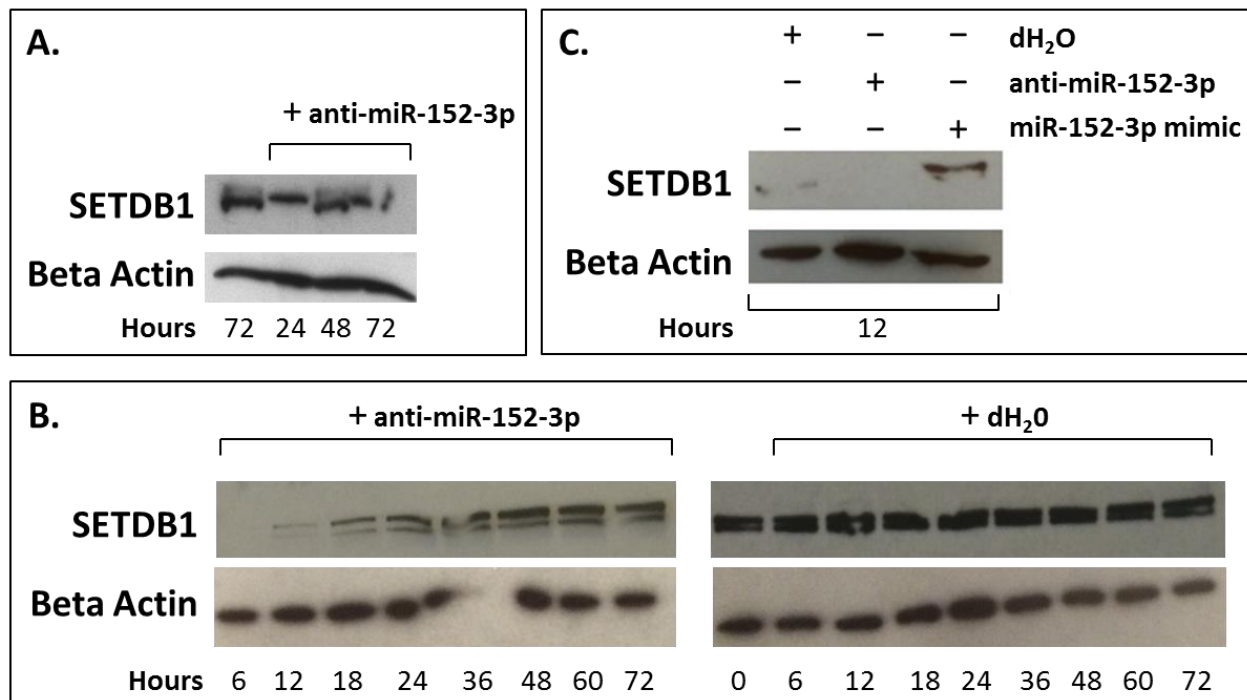 A.
+ anti-miR-152-3p
SETDB1
Beta Actin
Hours 72 24 48 72
C.
+ − − dH₂O
− + − anti-miR-152-3p
− − + miR-152-3p mimic
SETDB1
Beta Actin
Hours 12
B.
+ anti-miR-152-3p + dH₂0
SETDB1
Beta Actin
Hours 6 12 18 24 36 48 60 72 0 6 12 18 24 36 48 60 72